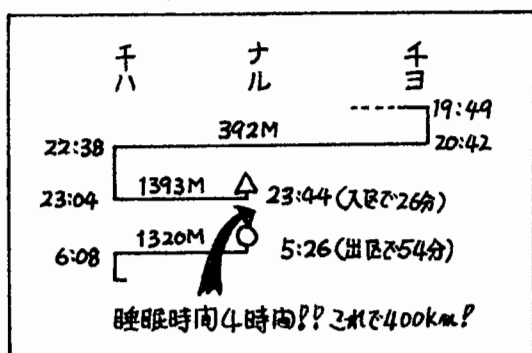 千ハ ナル 千ヨ
19:49
392M
22:38 20:42
1393M
23:04 23:44(入区で26分)
1320M
6:08 5:26(出区で54分)
睡眠時間4時間!! これで400km!